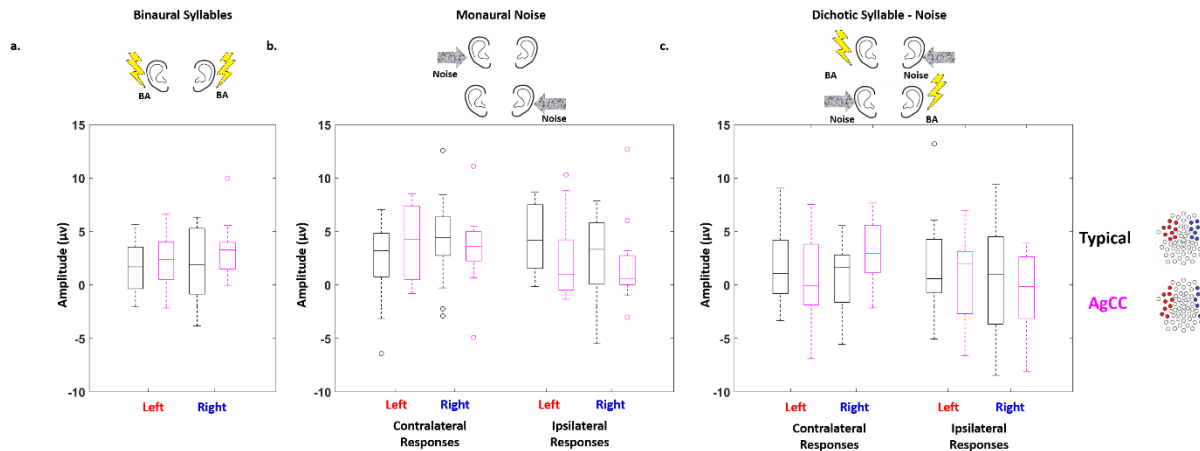 Binaural Syllables
Monaural Noise
Dichotic Syllable - Noise
a.
b.
c.
BA
BA
Noise
Noise
BA
Noise
Noise
BA
15
10
5
0
-5
-10
Amplitude (μv)
Left
Right
15
10
5
0
-5
-10
Amplitude (μv)
Left
Right
Left
Right
Contralateral
Responses
Ipsilateral
Responses
15
10
5
0
-5
-10
Amplitude (μv)
Left
Right
Left
Right
Contralateral
Responses
Ipsilateral
Responses
Typical
AgCC